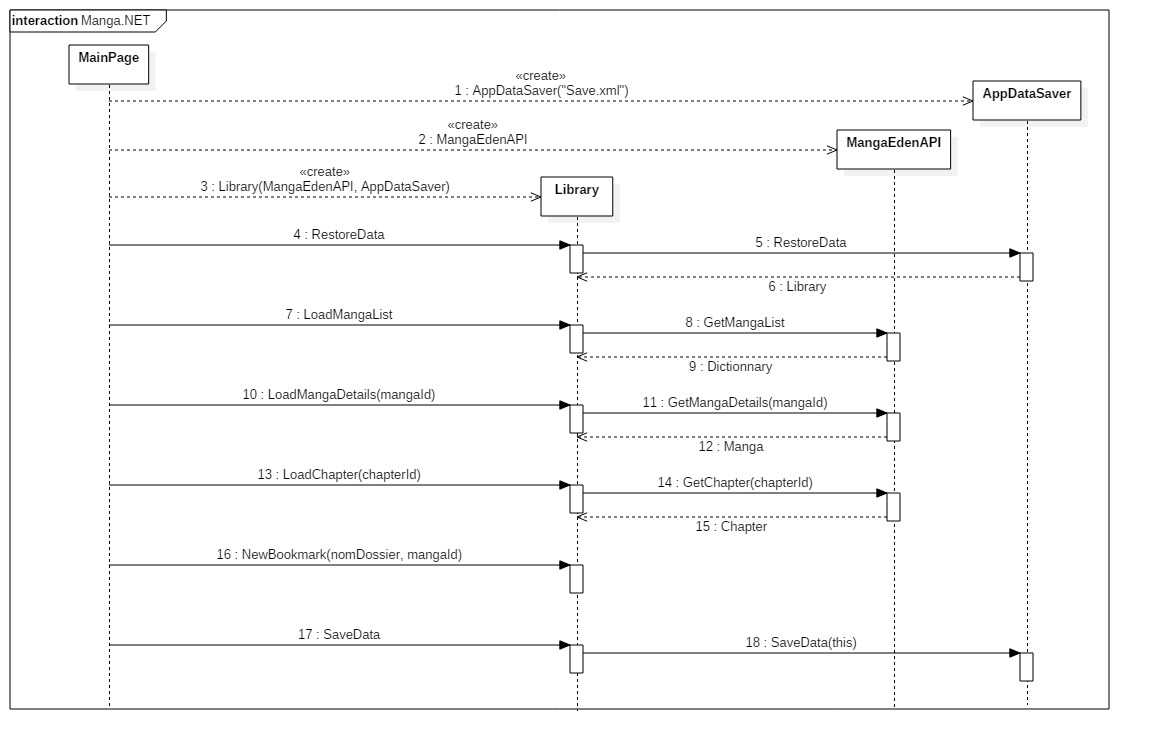 interaction Manga.NET
MainPage
«create»
1 : AppDataSaver("Save.xml")
AppDataSaver
«create»
2 : MangaEdenAPI
MangaEdenAPI
«create»
3 : Library(MangaEdenAPI, AppDataSaver)
Library
4 : RestoreData
5 : RestoreData
6 : Library
7 : LoadMangaList
8 : GetMangaList
9 : Dictionnary
10 : LoadMangaDetails(mangaId)
11 : GetMangaDetails(mangaId)
12 : Manga
13 : LoadChapter(chapterId)
14 : GetChapter(chapterId)
15 : Chapter
16 : NewBookmark(nomDossier, mangaId)
17 : SaveData
18 : SaveData(this)